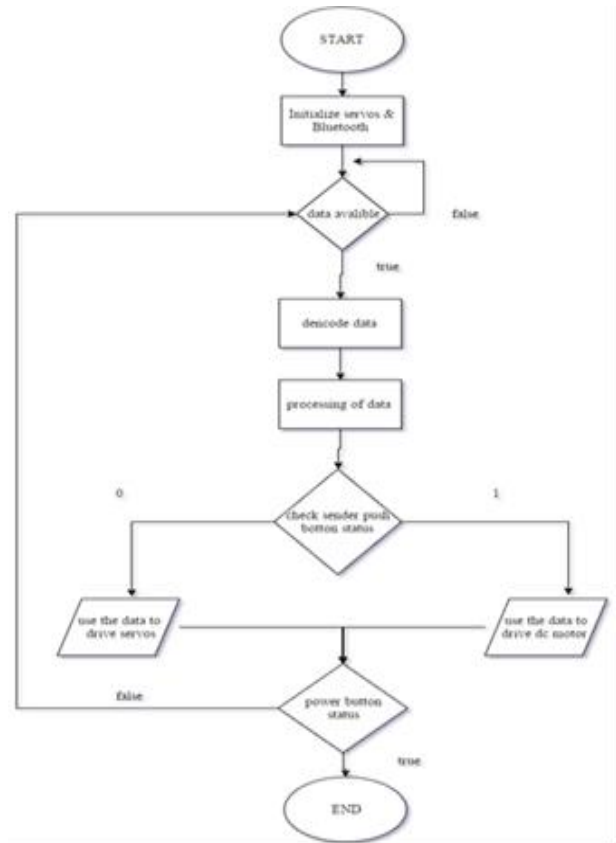 START
Initialize servos &
Bluetooth
data avalible
false.
true.
dencode data
processing of data
0.
check sender push
botton status
1.
use the data to
drive servos
use the data to
drive dc motor
false.
power button
status
true.
END